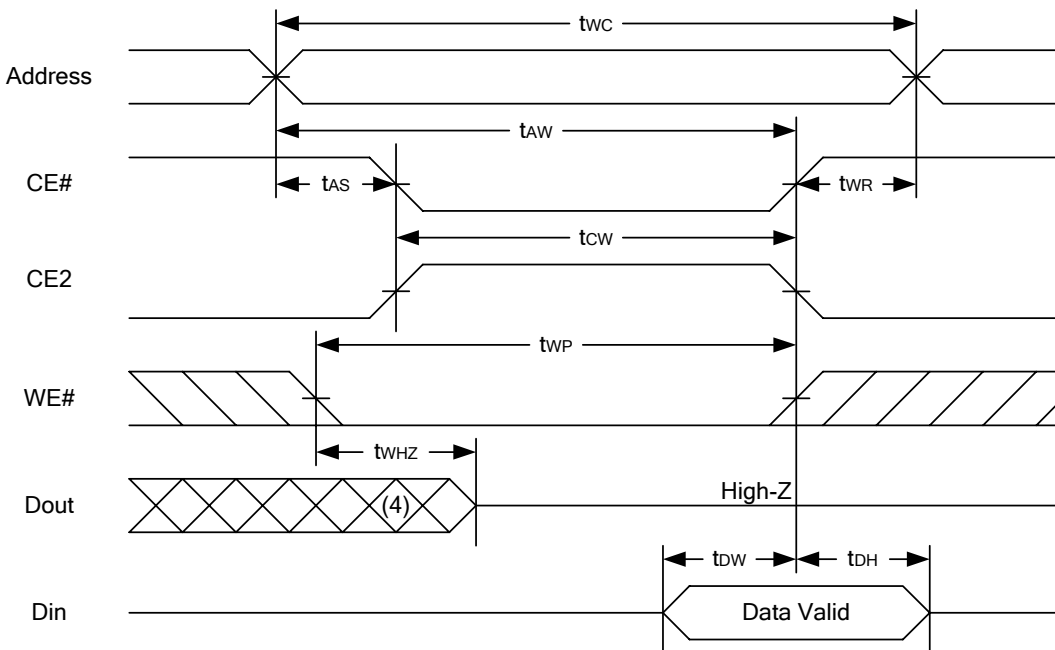 tWC
Address
tAW
CE#
tAS
tWR
tCW
CE2
tWP
WE#
tWHZ
Dout
(4)
High-Z
tDW
tDH
Din
Data Valid